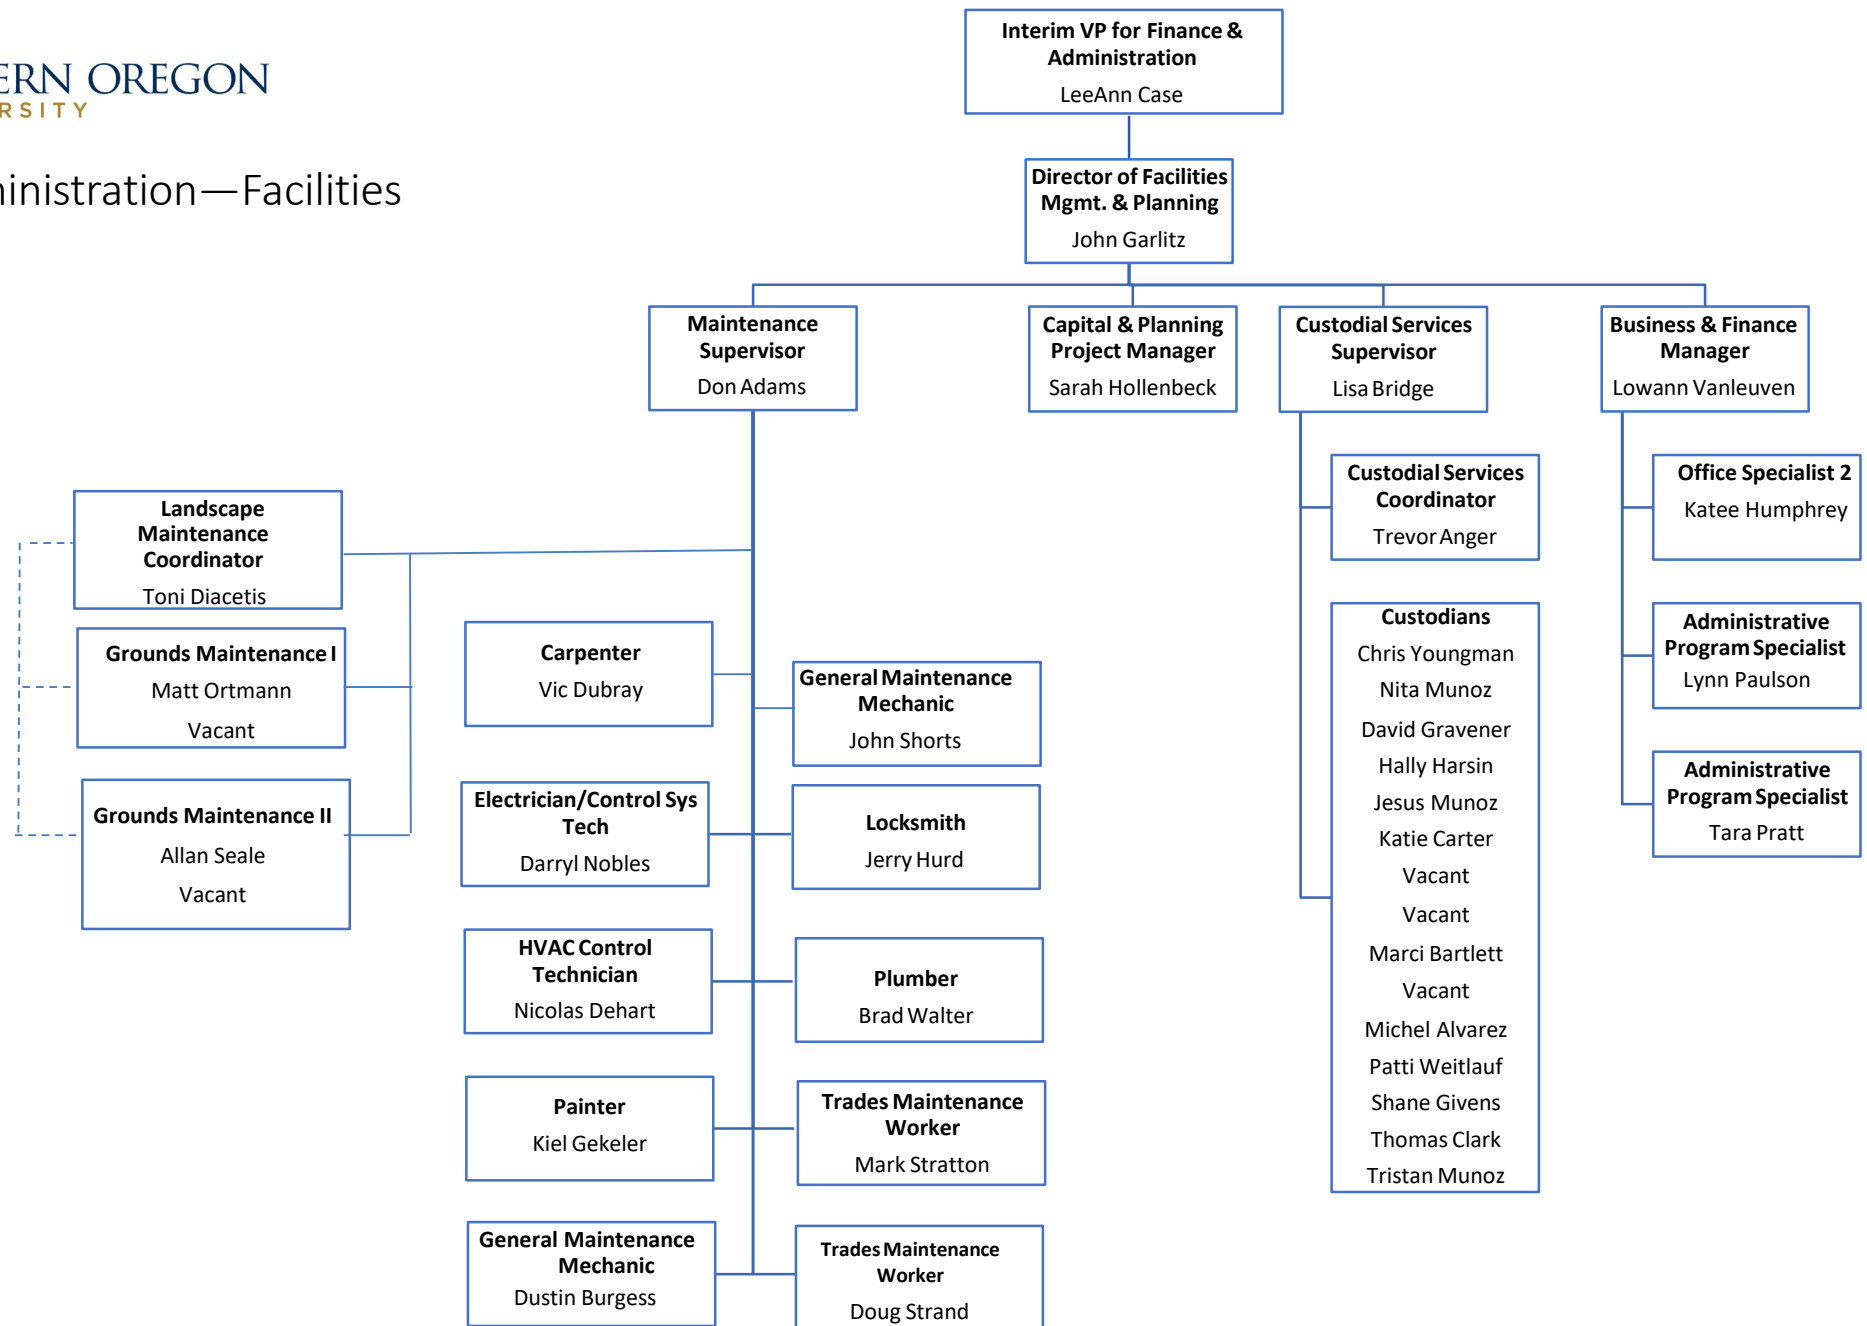 ERN OREGON
RSITY
ministration—Facilities
Interim VP for Finance &
Administration
LeeAnn Case
Director of Facilities
Mgmt. & Planning
John Garlitz
Maintenance
Supervisor
Don Adams
Capital & Planning
Project Manager
Sarah Hollenbeck
Custodial Services
Supervisor
Lisa Bridge
Business & Finance
Manager
Lowann Vanleuven
Landscape
Maintenance
Coordinator
Toni Diacetis
Grounds Maintenance I
Matt Ortmann
Vacant
Grounds Maintenance II
Allan Seale
Vacant
Carpenter
Vic Dubray
General Maintenance
Mechanic
John Shorts
Electrician/Control Sys
Tech
Darryl Nobles
Locksmith
Jerry Hurd
HVAC Control
Technician
Nicolas Dehart
Plumber
Brad Walter
Painter
Kiel Gekeler
Trades Maintenance
Worker
Mark Stratton
General Maintenance
Mechanic
Dustin Burgess
Trades Maintenance
Worker
Doug Strand
Custodial Services
Coordinator
Trevor Anger
Custodians
Chris Youngman
Nita Munoz
David Gravener
Hally Harsin
Jesus Munoz
Katie Carter
Vacant
Vacant
Marci Bartlett
Vacant
Michel Alvarez
Patti Weitlauf
Shane Givens
Thomas Clark
Tristan Munoz
Office Specialist 2
Katee Humphrey
Administrative
Program Specialist
Lynn Paulson
Administrative
Program Specialist
Tara Pratt